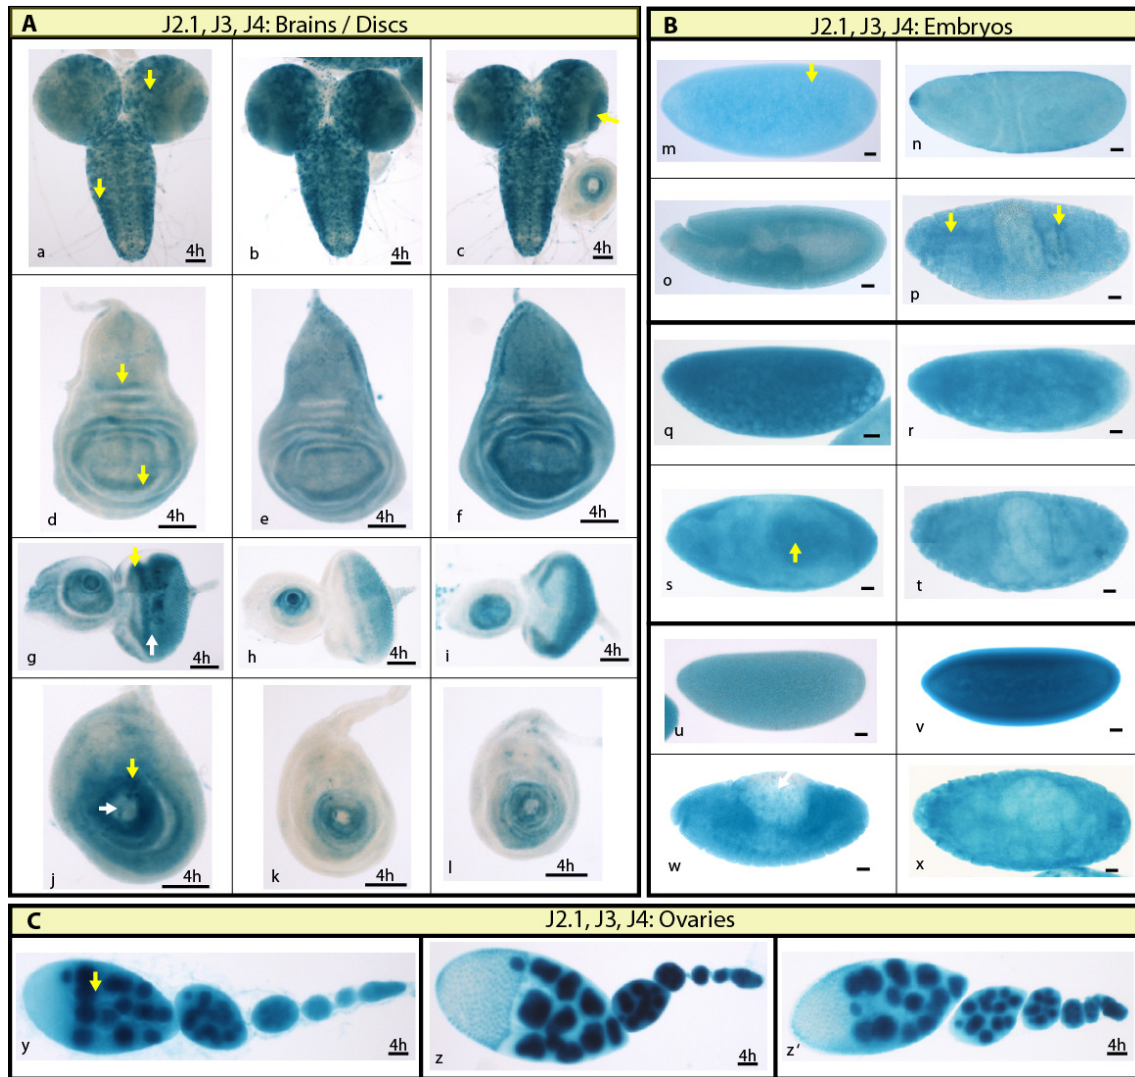 A J2.1, J3, J4: Brains / Discs
a 4h b 4h c 4h
d 4h e 4h f 4h
g 4h h 4h i 4h
j 4h k 4h l 4h
B J2.1, J3, J4: Embryos
m n
o p
q r
s t
u v
w x
C J2.1, J3, J4: Ovaries
y 4h z 4h z' 4h